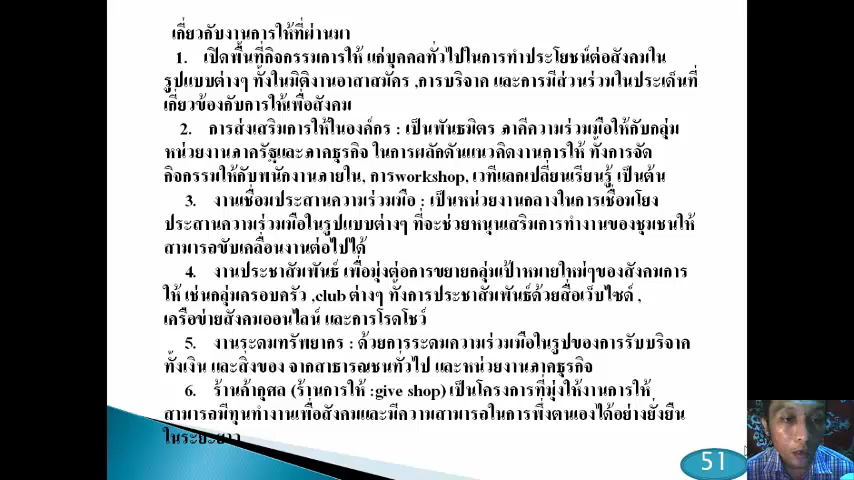 เกี่ยวกับงานการให้ที่ผ่านมา
1. เปิดพื้นที่กิจกรรมการให้ แก่บุคคลทั่วไปในการทำประโยชน์ต่อสังคมใน
รูปแบบต่างๆ ทั้งในมิติงานอาสาสมัคร ,การบริจาค และการมีส่วนร่วมในประเด็นที่
เกี่ยวข้องกับการให้เพื่อสังคม
2. การส่งเสริมการให้ในองค์กร : เป็นพันธมิตร ภาคีความร่วมมือให้กับกลุ่ม
หน่วยงานภาครัฐและภาคธุรกิจ ในการผลักดันแนวคิดงานการให้ ทั้งการจัด
กิจกรรมให้กับพนักงานภายใน, การworkshop, เวทีแลกเปลี่ยนเรียนรู้ เป็นต้น
3. งานเชื่อมประสานความร่วมมือ : เป็นหน่วยงานกลางในการเชื่อมโยง
ประสานความร่วมมือในรูปแบบต่างๆ ที่จะช่วยหนุนเสริมการทำงานของชุมชนให้
สามารถขับเคลื่อนงานต่อไปได้
4. งานประชาสัมพันธ์ เพื่อมุ่งต่อการขยายกลุ่มเป้าหมายใหม่ๆของสังคมการ
ให้ เช่นกลุ่มครอบครัว ,club ต่างๆ ทั้งการประชาสัมพันธ์ด้วยสื่อเว็บไซด์ ,
เครือข่ายสังคมออนไลน์ และการโรดโชว์
5. งานระดมทรัพยากร : ด้วยการระดมความร่วมมือในรูปของการรับบริจาค
ทั้งเงิน และสิ่งของ จากสาธารณชนทั่วไป และหน่วยงานภาคธุรกิจ
6. ร้านค้ากุศล (ร้านการให้ :give shop) เป็นโครงการที่มุ่งให้งานการให้
สามารถมีทุนทำงานเพื่อสังคมและมีความสามารถในการพึ่งตนเองได้อย่างยั่งยืน
ในระยะยาว
51